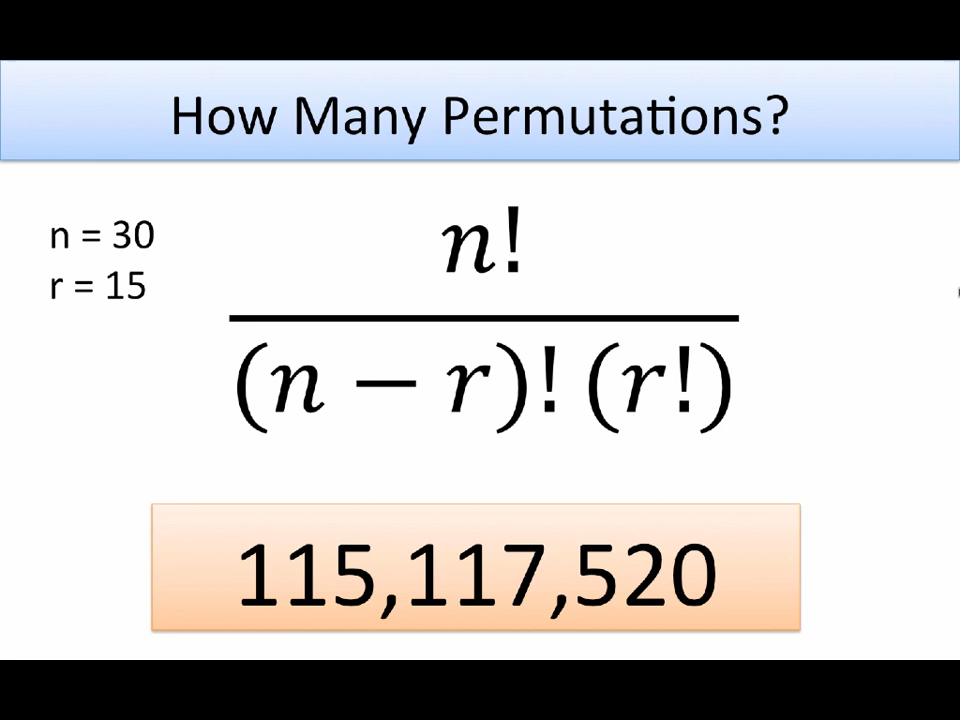 How Many Permutations?
n = 30
r = 15
n!
(n − r)! (r!)
115,117,520